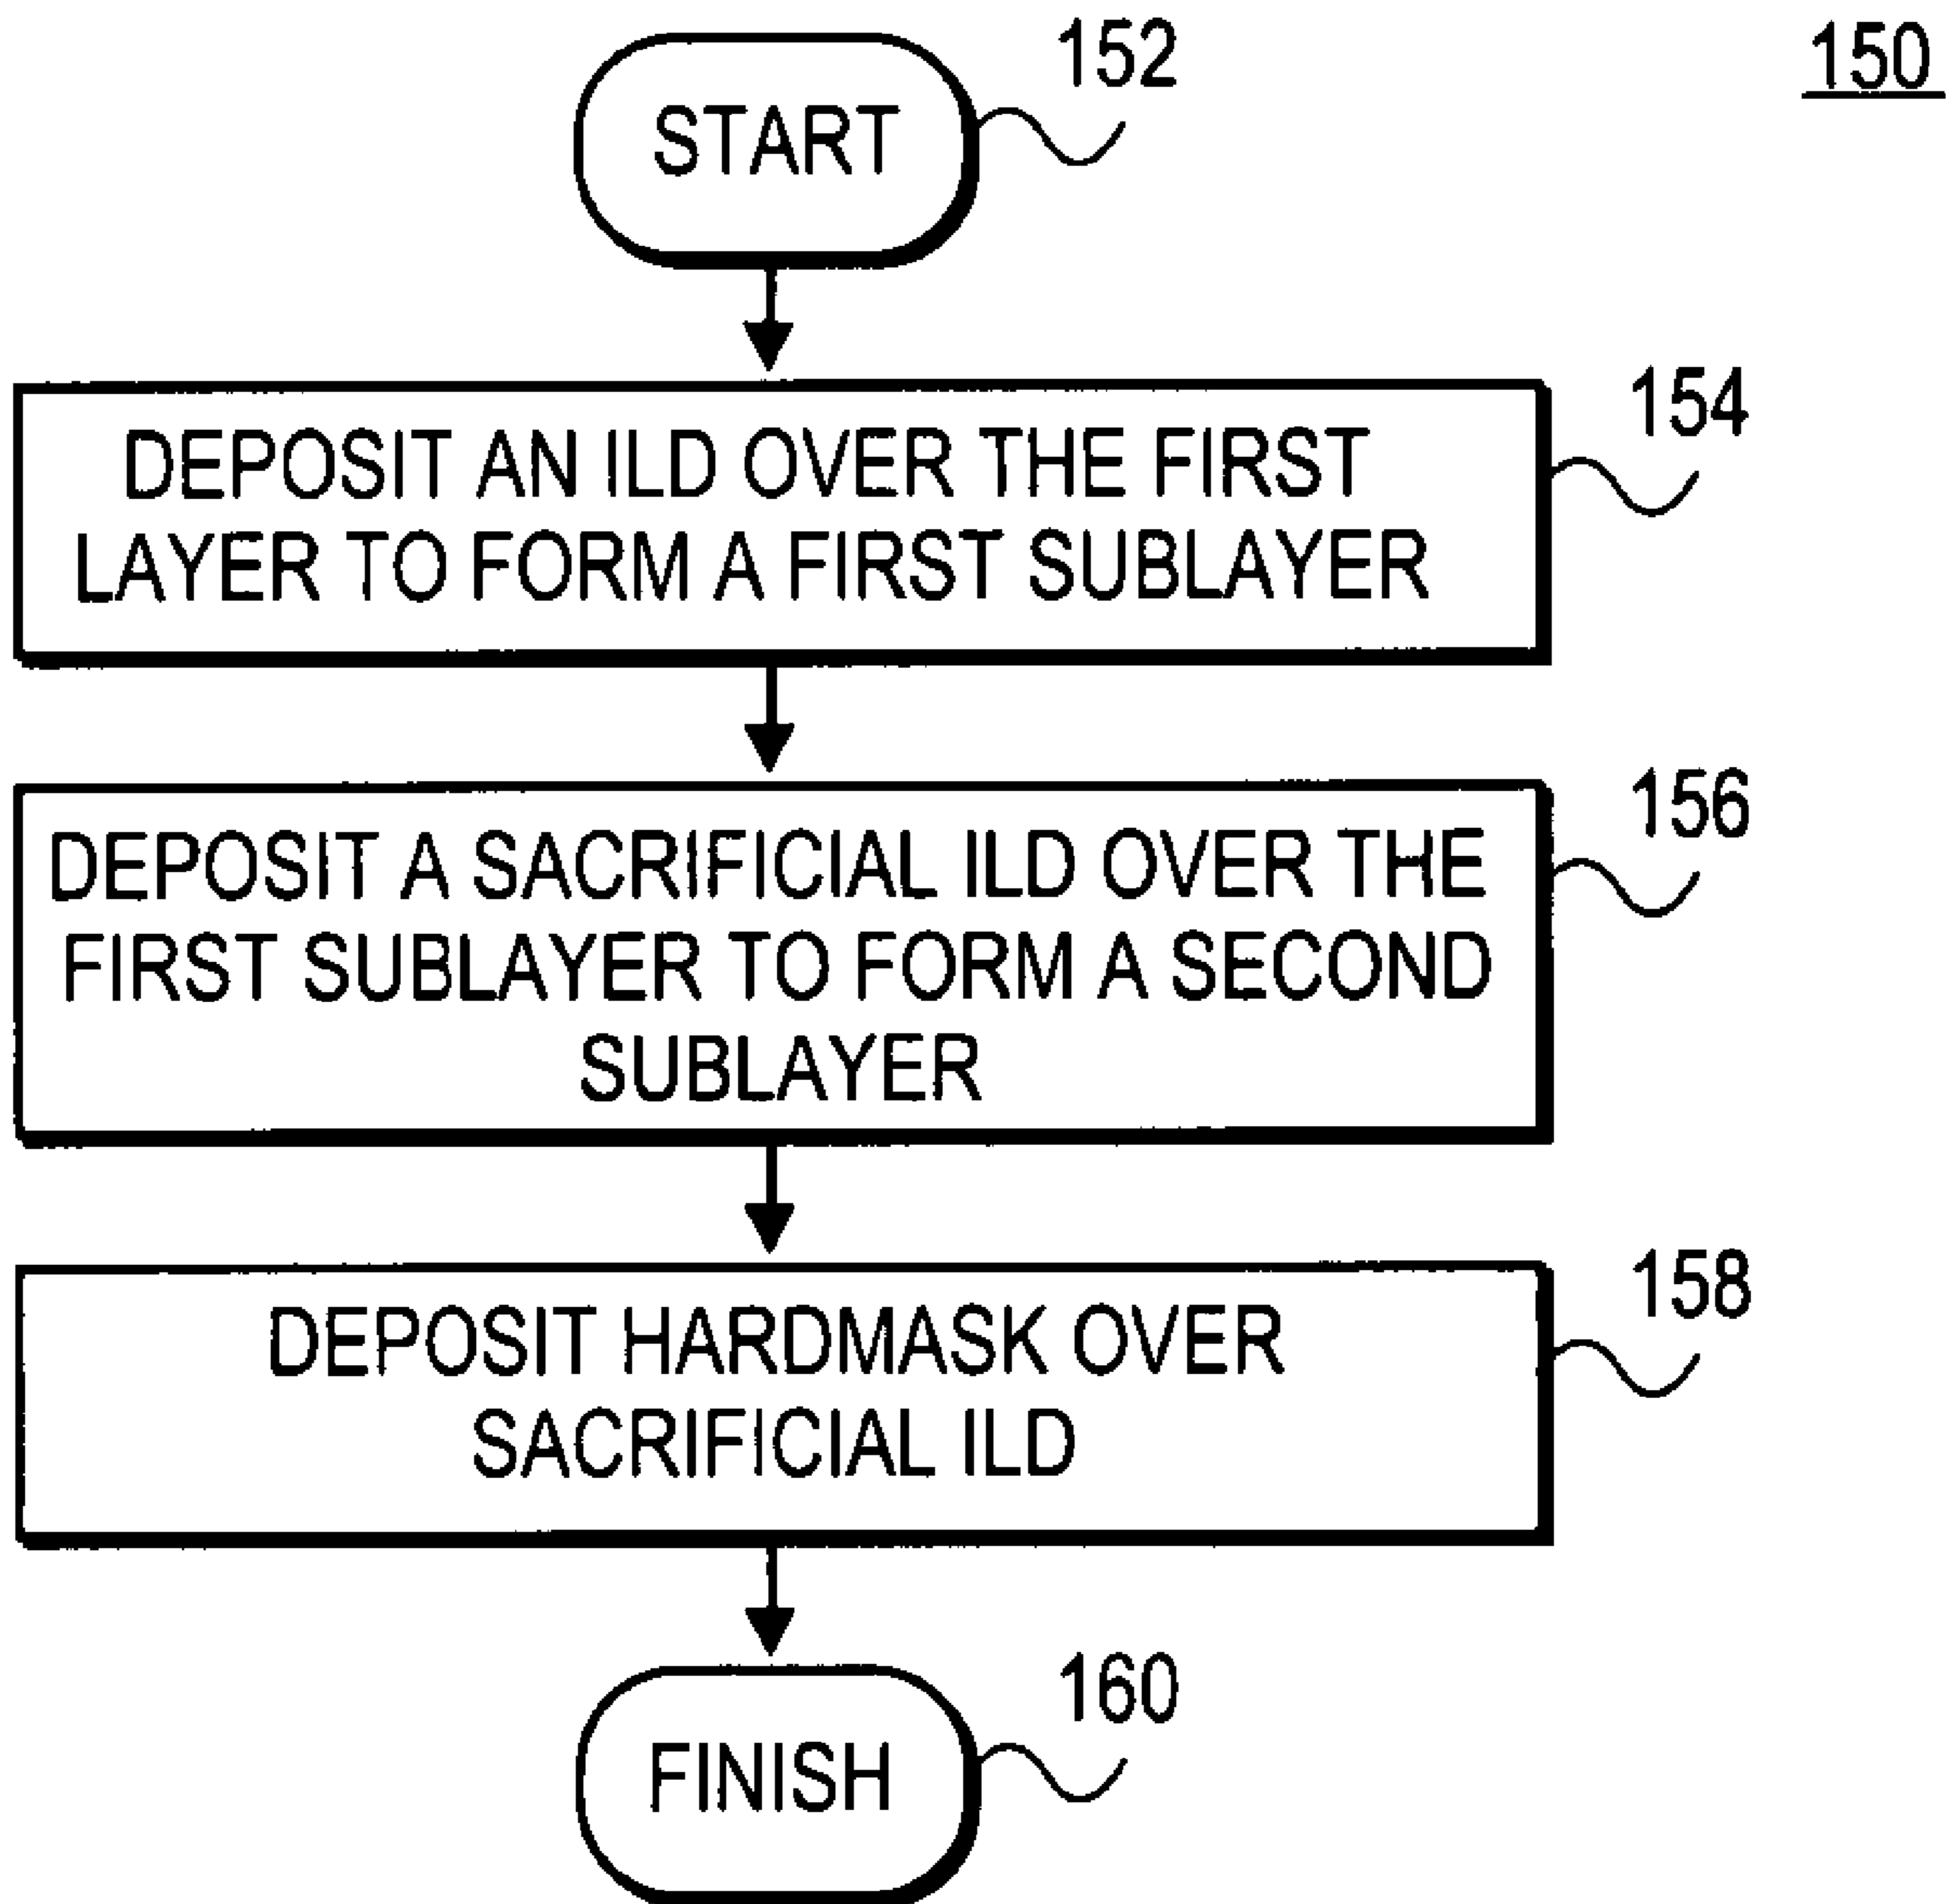 152
150
START
154
DEPOSIT AN ILD OVER THE FIRST
LAYER TO FORM A FIRST SUBLAYER
156
DEPOSIT A SACRIFICIAL ILD OVER THE
FIRST SUBLAYER TO FORM A SECOND
SUBLAYER
158
DEPOSIT HARDMASK OVER
SACRIFICIAL ILD
160
FINISH